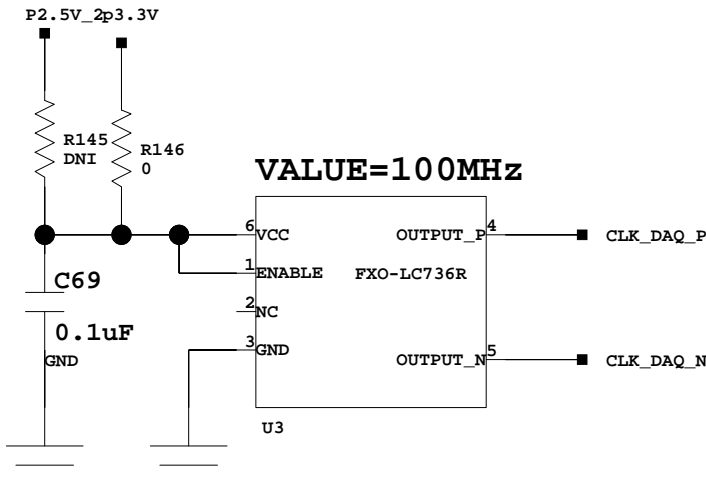 P2.5V_2p3.3V
R145
DNI
R146
0
VALUE=100MHz
6
VCC
OUTPUT_P
4
CLK_DAQ_P
1
ENABLE
FXO-LC736R
C69
2
NC
0.1uF
3
GND
OUTPUT_N
5
CLK_DAQ_N
GND
U3